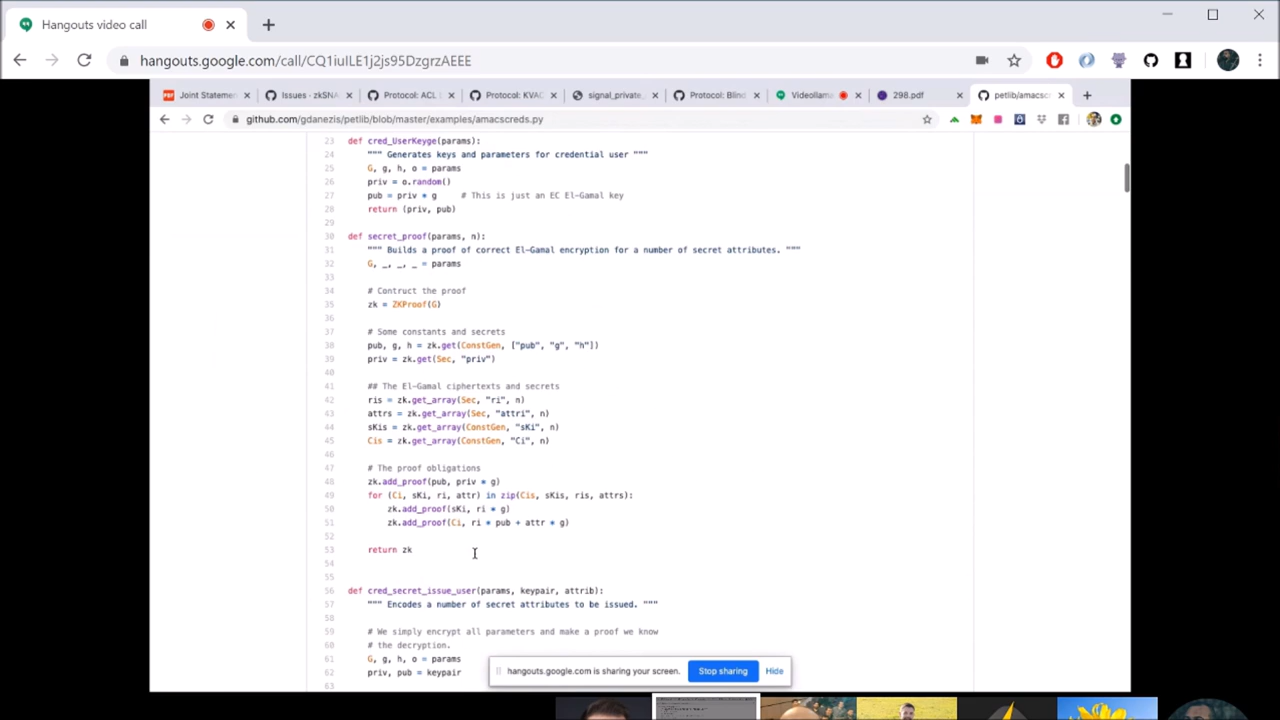 Hangouts video call
hangouts.google.com/call/CQ1iuILE1j2js95DzgrzAEEE
PDF Joint Stateme
Issues · zkSNA
Protocol: ACL
Protocol: KVAC
signal_private_
Protocol: Blind
Videollam
298.pdf
petlib/amacscr
github.com/gdanezis/petlib/blob/master/examples/amacscreds.py
23 def cred_UserKeyge(params):
24 """ Generates keys and parameters for credential user """
25 G, g, h, o = params
26 priv = o.random()
27 pub = priv * g # This is just an EC El-Gamal key
28 return (priv, pub)
29
30 def secret_proof(params, n):
31 """ Builds a proof of correct El-Gamal encryption for a number of secret attributes. """
32 G, _, _, _ = params
33
34 # Contruct the proof
35 zk = ZKProof(G)
36
37 # Some constants and secrets
38 pub, g, h = zk.get(ConstGen, ["pub", "g", "h"])
39 priv = zk.get(Sec, "priv")
40
41 ## The El-Gamal ciphertexts and secrets
42 ris = zk.get_array(Sec, "ri", n)
43 attrs = zk.get_array(Sec, "attri", n)
44 sKis = zk.get_array(ConstGen, "sKi", n)
45 Cis = zk.get_array(ConstGen, "Ci", n)
46
47 # The proof obligations
48 zk.add_proof(pub, priv * g)
49 for (Ci, sKi, ri, attr) in zip(Cis, sKis, ris, attrs):
50 zk.add_proof(sKi, ri * g)
51 zk.add_proof(Ci, ri * pub + attr * g)
52
53 return zk
54
55
56 def cred_secret_issue_user(params, keypair, attrib):
57 """ Encodes a number of secret attributes to be issued. """
58
59 # We simply encrypt all parameters and make a proof we know
60 # the decryption.
61 G, g, h, o = params
62 priv, pub = keypair
63
hangouts.google.com is sharing your screen.
Stop sharing
Hide